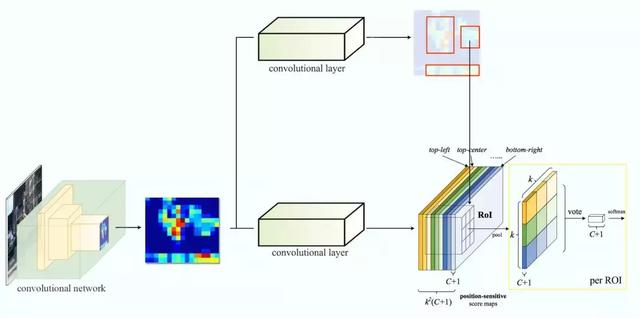 convolutional layer
top-left
top-center
......
bottom-right
k
RoI
pool
k
vote
softmax
C+1
convolutional layer
C+1
C+1
per ROI
convolutional network
k²(C+1)
position-sensitive
score maps